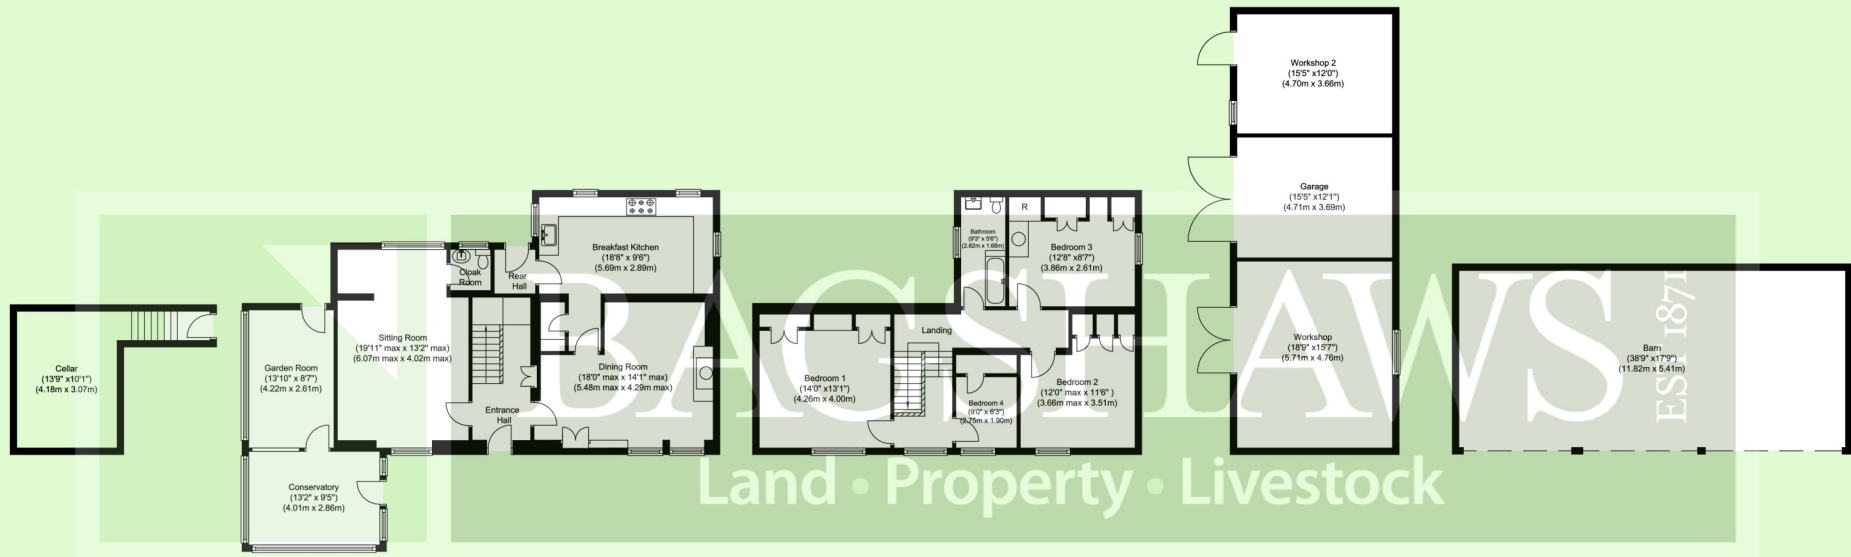 Cellar
(13'9" x10'1")
(4.18m x 3.07m)
Garden Room
(13'10" x 8'7")
(4.22m x 2.61m)
Conservatory
(13'2" x 9'5")
(4.01m x 2.86m)
Sitting Room
(19'11" max x 13'2" max)
(6.07m max x 4.02m max)
Cloak
Room
Rear
Hall
Breakfast Kitchen
(18'8" x 9'6")
(5.69m x 2.89m)
Dining Room
(18'0" max x 14'1" max)
(5.48m max x 4.29m max)
Entrance
Hall
Bedroom 1
(14'0" x13'1")
(4.26m x 4.00m)
Landing
Bathroom
(9'3" x 5'6")
(2.82m x 1.68m)
R
Bedroom 3
(12'8" x8'7")
(3.86m x 2.61m)
Bedroom 2
(12'0" max x 11'6" )
(3.66m max x 3.51m)
Bedroom 4
(9'0" x 6'3")
(2.75m x 1.90m)
Workshop 2
(15'5" x12'0")
(4.70m x 3.66m)
Garage
(15'5" x12'1")
(4.71m x 3.69m)
Workshop
(18'9" x15'7")
(5.71m x 4.76m)
Barn
(38'9" x17'9")
(11.82m x 5.41m)
BAGSHAWS
EST 1871
Land • Property • Livestock